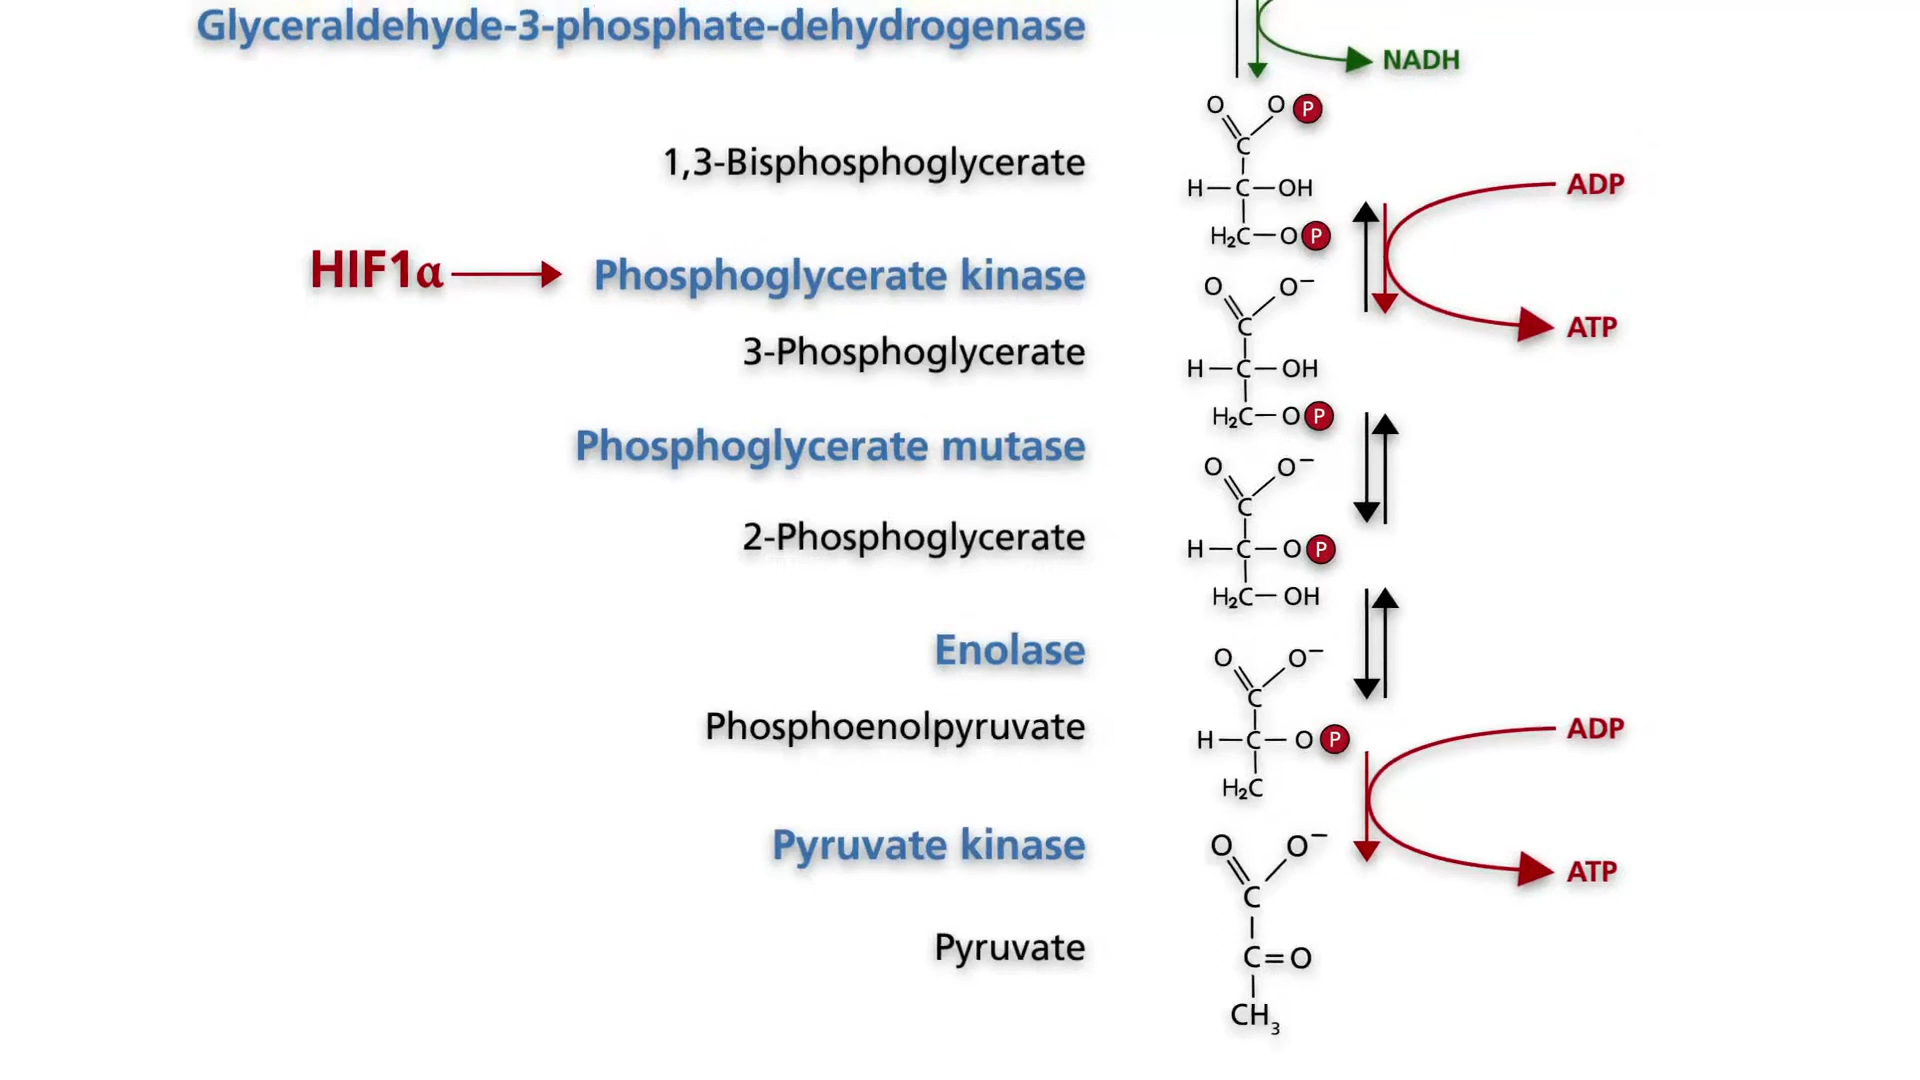 Glyceraldehyde-3-phosphate-dehydrogenase
NADH
O O P
C
1,3-Bisphosphoglycerate
H C OH
ADP
H₂C O P
HIF1α Phosphoglycerate kinase
O O⁻
C
ATP
3-Phosphoglycerate
H C OH
H₂C O P
Phosphoglycerate mutase
O O⁻
C
2-Phosphoglycerate
H C O P
H₂C OH
Enolase
O O⁻
C
Phosphoenolpyruvate
H C O P
ADP
H₂C
Pyruvate kinase
O O⁻
ATP
C
Pyruvate
C=O
CH₃